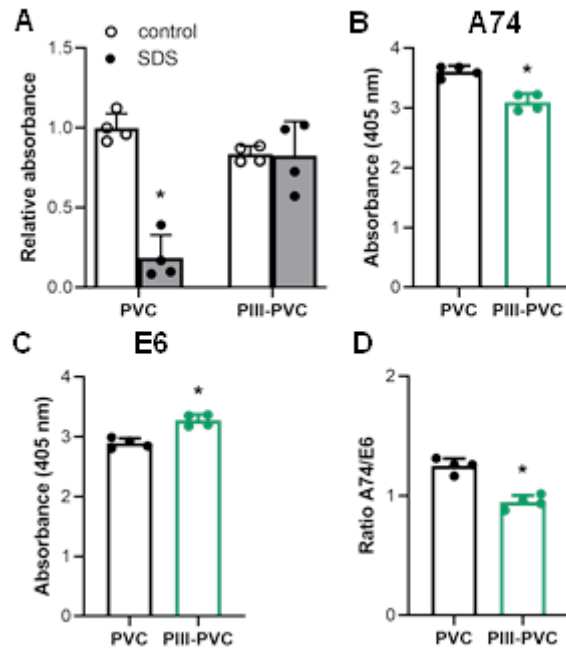 A
control
SDS
1.5
1.0
0.5
0.0
Relative absorbance
*
PVC
PIII-PVC
B
A74
4
3
2
1
0
Absorbance (405 nm)
*
PVC
PIII-PVC
C
E6
4
3
2
1
0
Absorbance (405 nm)
*
PVC
PIII-PVC
D
2
1
0
Ratio A74/E6
*
PVC
PIII-PVC